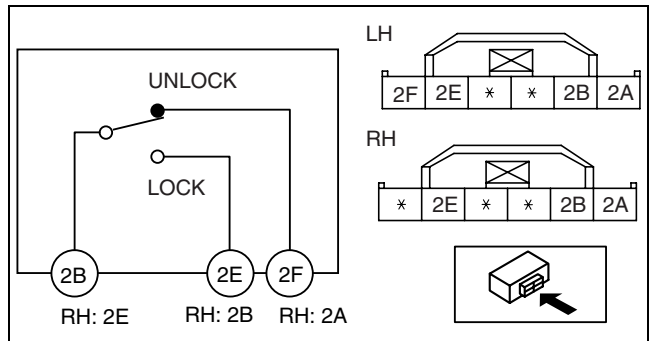 UNLOCK
LOCK
2B 2E 2F
RH: 2E RH: 2B RH: 2A
LH
2F 2E * * 2B 2A
RH
* 2E * * 2B 2A